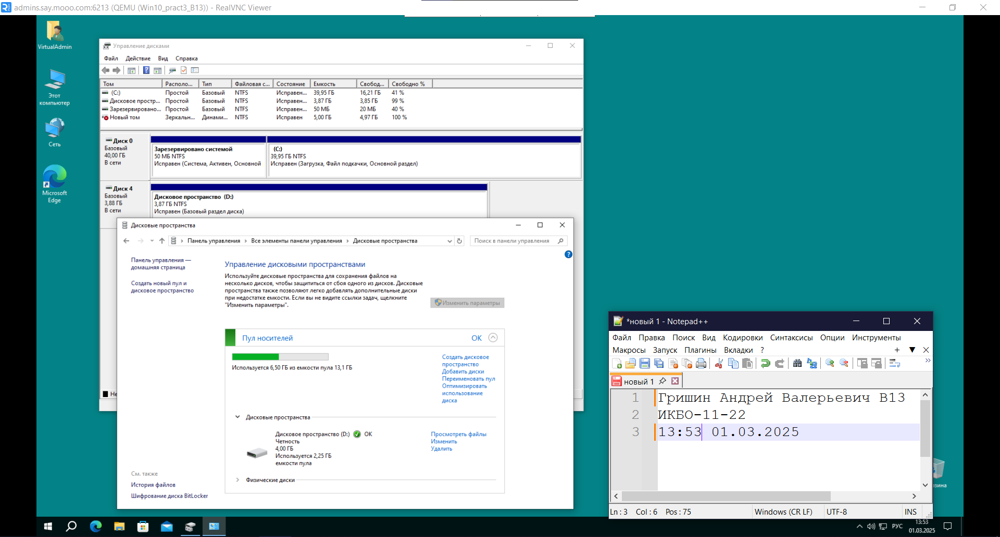 admins.say.mooo.com:6213 (QEMU (Win10_pract3_B13)) - RealVNC Viewer
VirtualAdmin
Этот
компьютер
Сеть
Microsoft
Edge
Управление дисками
Файл Действие Вид Справка
Том Располо... Тип Файловая с... Состояние Емкость Свобод... Свободно %
(C:) Простой Базовый NTFS Исправен... 39,95 ГБ 16,21 ГБ 41 %
Дисковое простр... Простой Базовый NTFS Исправен... 3,87 ГБ 3,85 ГБ 99 %
Зарезервировано... Простой Базовый NTFS Исправен... 50 МБ 20 МБ 40 %
Новый том Зеркальн... Динами... NTFS Исправен 5,00 ГБ 4,97 ГБ 100 %
Диск 0
Базовый
40,00 ГБ
В сети
Зарезервировано системой
50 МБ NTFS
Исправен (Система, Активен, Основной
(C:)
39,95 ГБ NTFS
Исправен (Загрузка, Файл подкачки, Основной раздел)
Диск 4
Базовый
3,88 ГБ
В сети
Дисковое пространство (D:)
3,87 ГБ NTFS
Исправен (Базовый раздел диска)
Не
Дисковые пространства
Панель управления Все элементы панели управления Дисковые пространства
Поиск в панели управления
Панель управления —
домашняя страница
Создать новый пул и
дисковое пространство
Управление дисковыми пространствами
Используйте дисковые пространства для сохранения файлов на
несколько дисков, чтобы защититься от сбоя одного из дисков. Дисковые
пространства также позволяют легко добавлять дополнительные диски
при недостатке емкости. Если вы не видите ссылки задач, щелкните
"Изменить параметры".
Изменить параметры
Пул носителей OK
Используется 6,50 ГБ из емкости пула 13,1 ГБ
Создать дисковое
пространство
Добавить диски
Переименовать пул
Оптимизировать
использование
диска
Дисковые пространства
Дисковое пространство (D:) OK
Четность
4,00 ГБ
Используется 2,25 ГБ
емкости пула
Просмотреть файлы
Изменить
Удалить
Физические диски
См. также
История файлов
Шифрование диска BitLocker
*новый 1 - Notepad++
Файл Правка Поиск Вид Кодировки Синтаксисы Опции Инструменты
Макросы Запуск Плагины Вкладки ?
новый 1
1 Гришин Андрей Валерьевич B13
2 ИКБО-11-22
3 13:53 01.03.2025
Ln : 3 Col : 6 Pos : 75 Windows (CR LF) UTF-8 INS
зина
РУС
13:53
01.03.2025